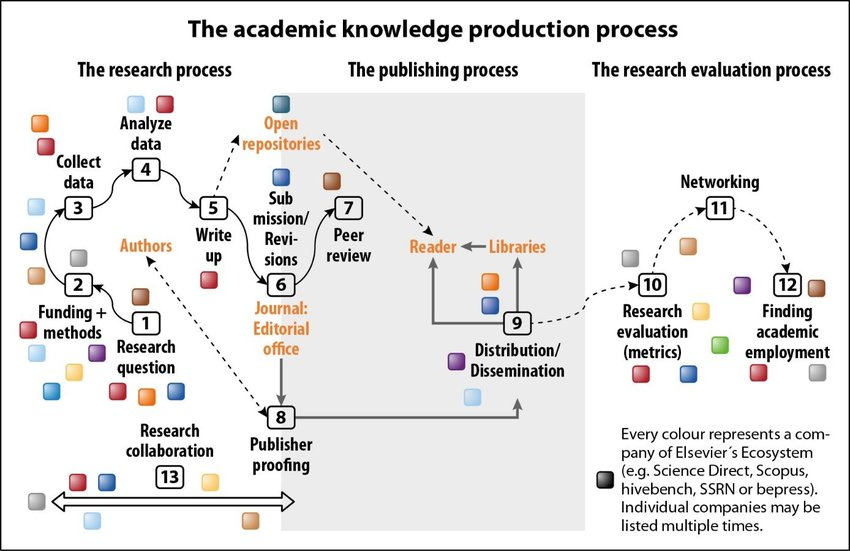 The academic knowledge production process
The research process
The publishing process
The research evaluation process
Analyze
data
4
Collect
data
3
5
Write
up
Open
repositories
Sub
mission/
Revi-
sions
6
7
Peer
review
Authors
2
Funding +
methods
1
Research
question
Journal:
Editorial
office
Reader
Libraries
9
Distribution/
Dissemination
8
Publisher
proofing
Research
collaboration
13
Networking
11
10
Research
evaluation
(metrics)
12
Finding
academic
employment
Every colour represents a com-
pany of Elsevier´s Ecosystem
(e.g. Science Direct, Scopus,
hivebench, SSRN or bepress).
Individual companies may be
listed multiple times.